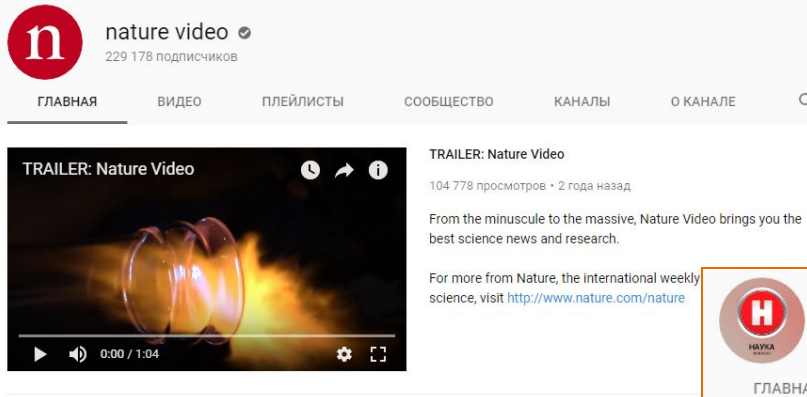 n
nature video
229 178 подписчиков
ГЛАВНАЯ ВИДЕО ПЛЕЙЛИСТЫ СООБЩЕСТВО КАНАЛЫ О КАНАЛЕ
TRAILER: Nature Video
0:00 / 1:04
TRAILER: Nature Video
104 778 просмотров • 2 года назад
From the minuscule to the massive, Nature Video brings you the
best science news and research.
For more from Nature, the international weekly
science, visit http://www.nature.com/nature
Н
НАУКА
ГЛАВНА